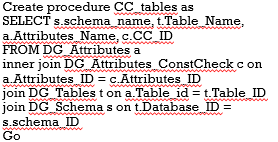 Create procedure CC_tables as
SELECT s.schema_name, t.Table_Name,
a.Attributes_Name, c.CC_ID
FROM DG_Attributes a
inner join DG_Attributes_ConstCheck c on
a.Attributes_ID = c.Attributes_ID
join DG_Tables t on a.Table_id = t.Table_ID
join DG_Schema s on t.Database_ID =
s.schema_ID
Go